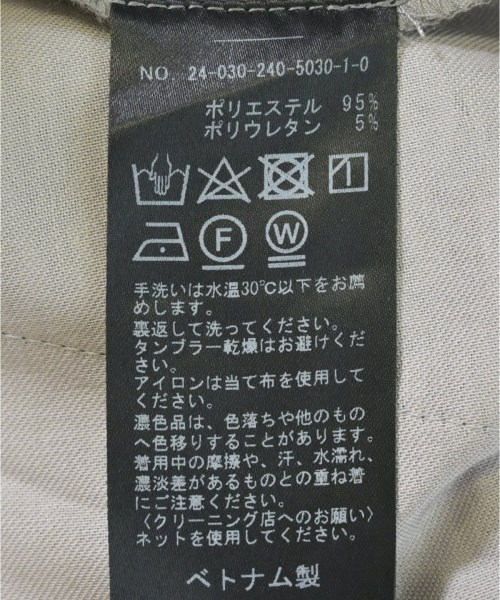 NO. 24-030-240-5030-1-0
ポリエステル 95%
ポリウレタン 5%
F W
手洗いは水温30℃以下をお薦
めします。
裏返して洗ってください。
タンブラー乾燥はお避けくだ
さい。
アイロンは当て布を使用して
ください。
濃色品は、色落ちや他のもの
へ色移りすることがあります。
着用中の摩擦や、汗、水濡れ、
濃淡差があるものとの重ね着
にご注意ください。
〈クリーニング店へのお願い〉
ネットを使用してください。
ベトナム製